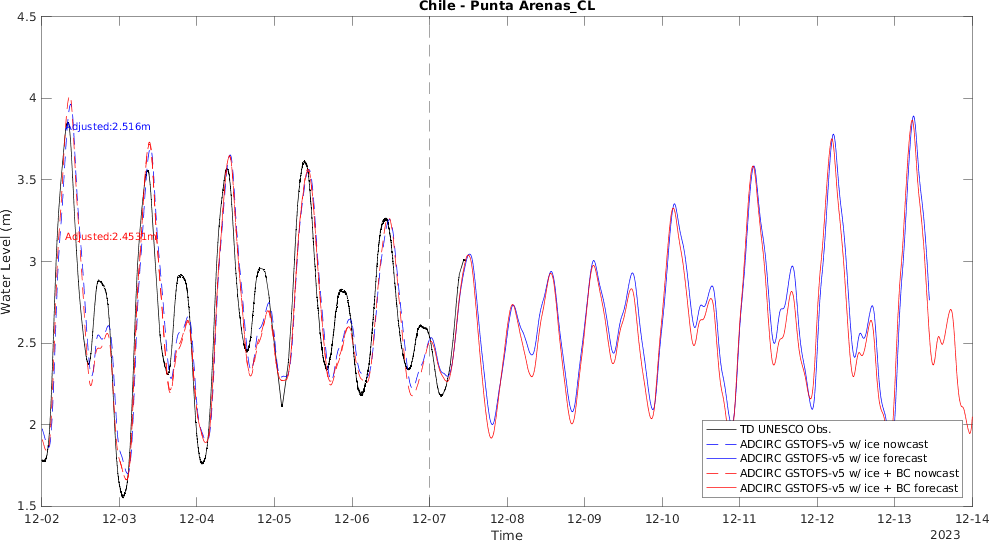 Chile - Punta Arenas_CL
4.5
4
3.5
3
2.5
2
1.5
Water Level (m)
Adjusted:2.516m
Adjusted:2.4531m
TD UNESCO Obs.
ADCIRC GSTOFS-v5 w/ ice nowcast
ADCIRC GSTOFS-v5 w/ ice forecast
ADCIRC GSTOFS-v5 w/ ice + BC nowcast
ADCIRC GSTOFS-v5 w/ ice + BC forecast
12-02 12-03 12-04 12-05 12-06 12-07 12-08 12-09 12-10 12-11 12-12 12-13 12-14
Time
2023